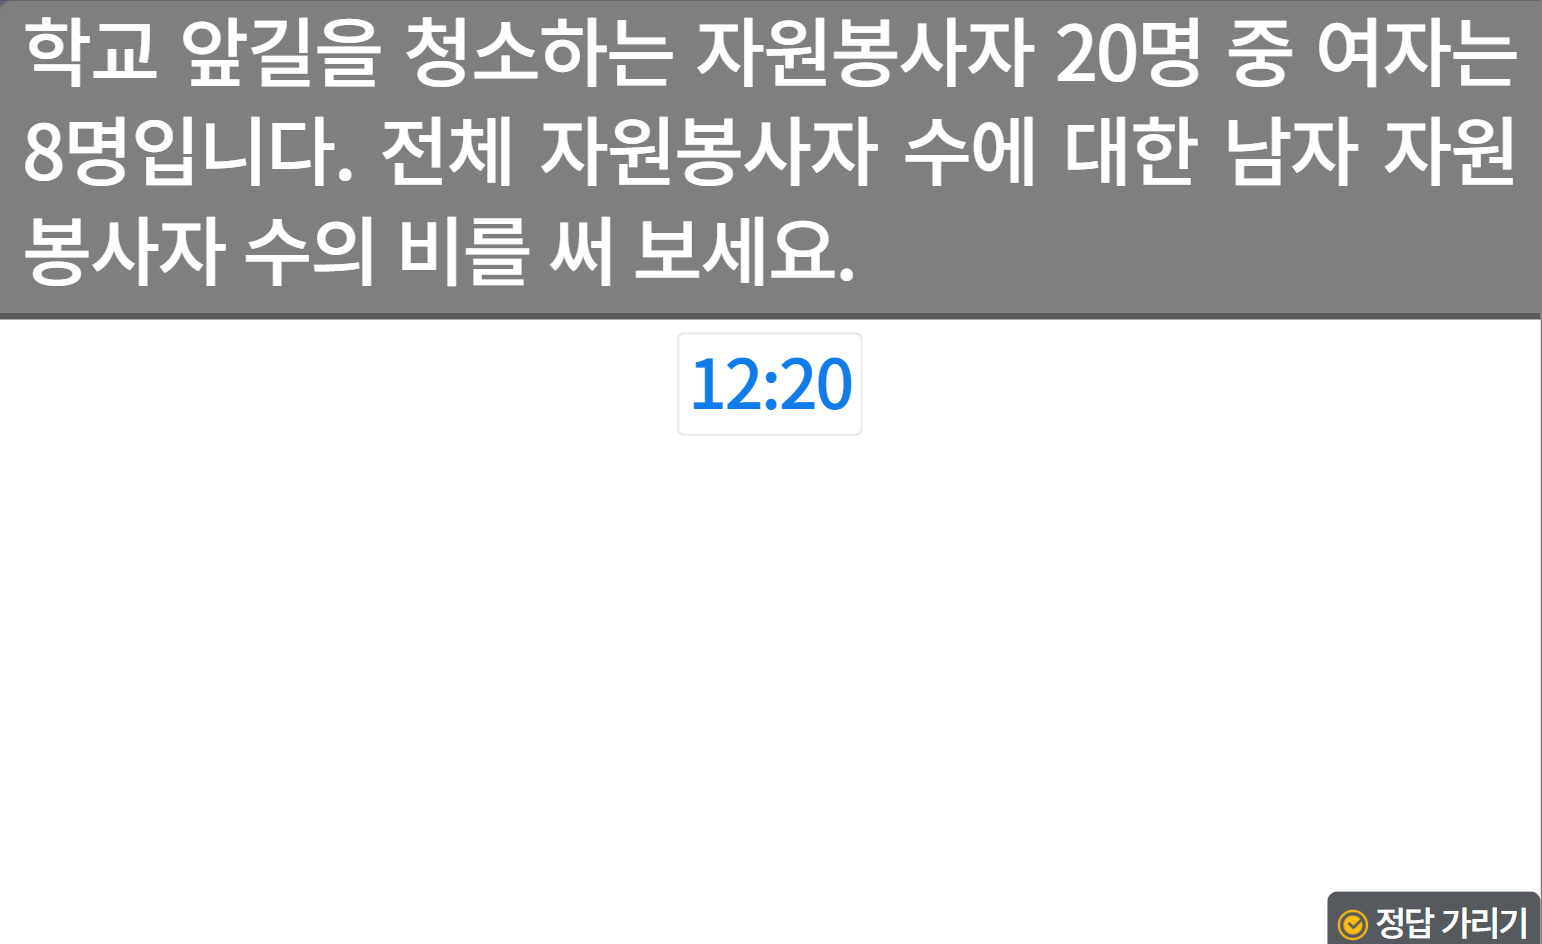 학교 앞길을 청소하는 자원봉사자 20명 중 여자는
8명입니다. 전체 자원봉사자 수에 대한 남자 자원
봉사자 수의 비를 써 보세요.
12:20
정답 가리기